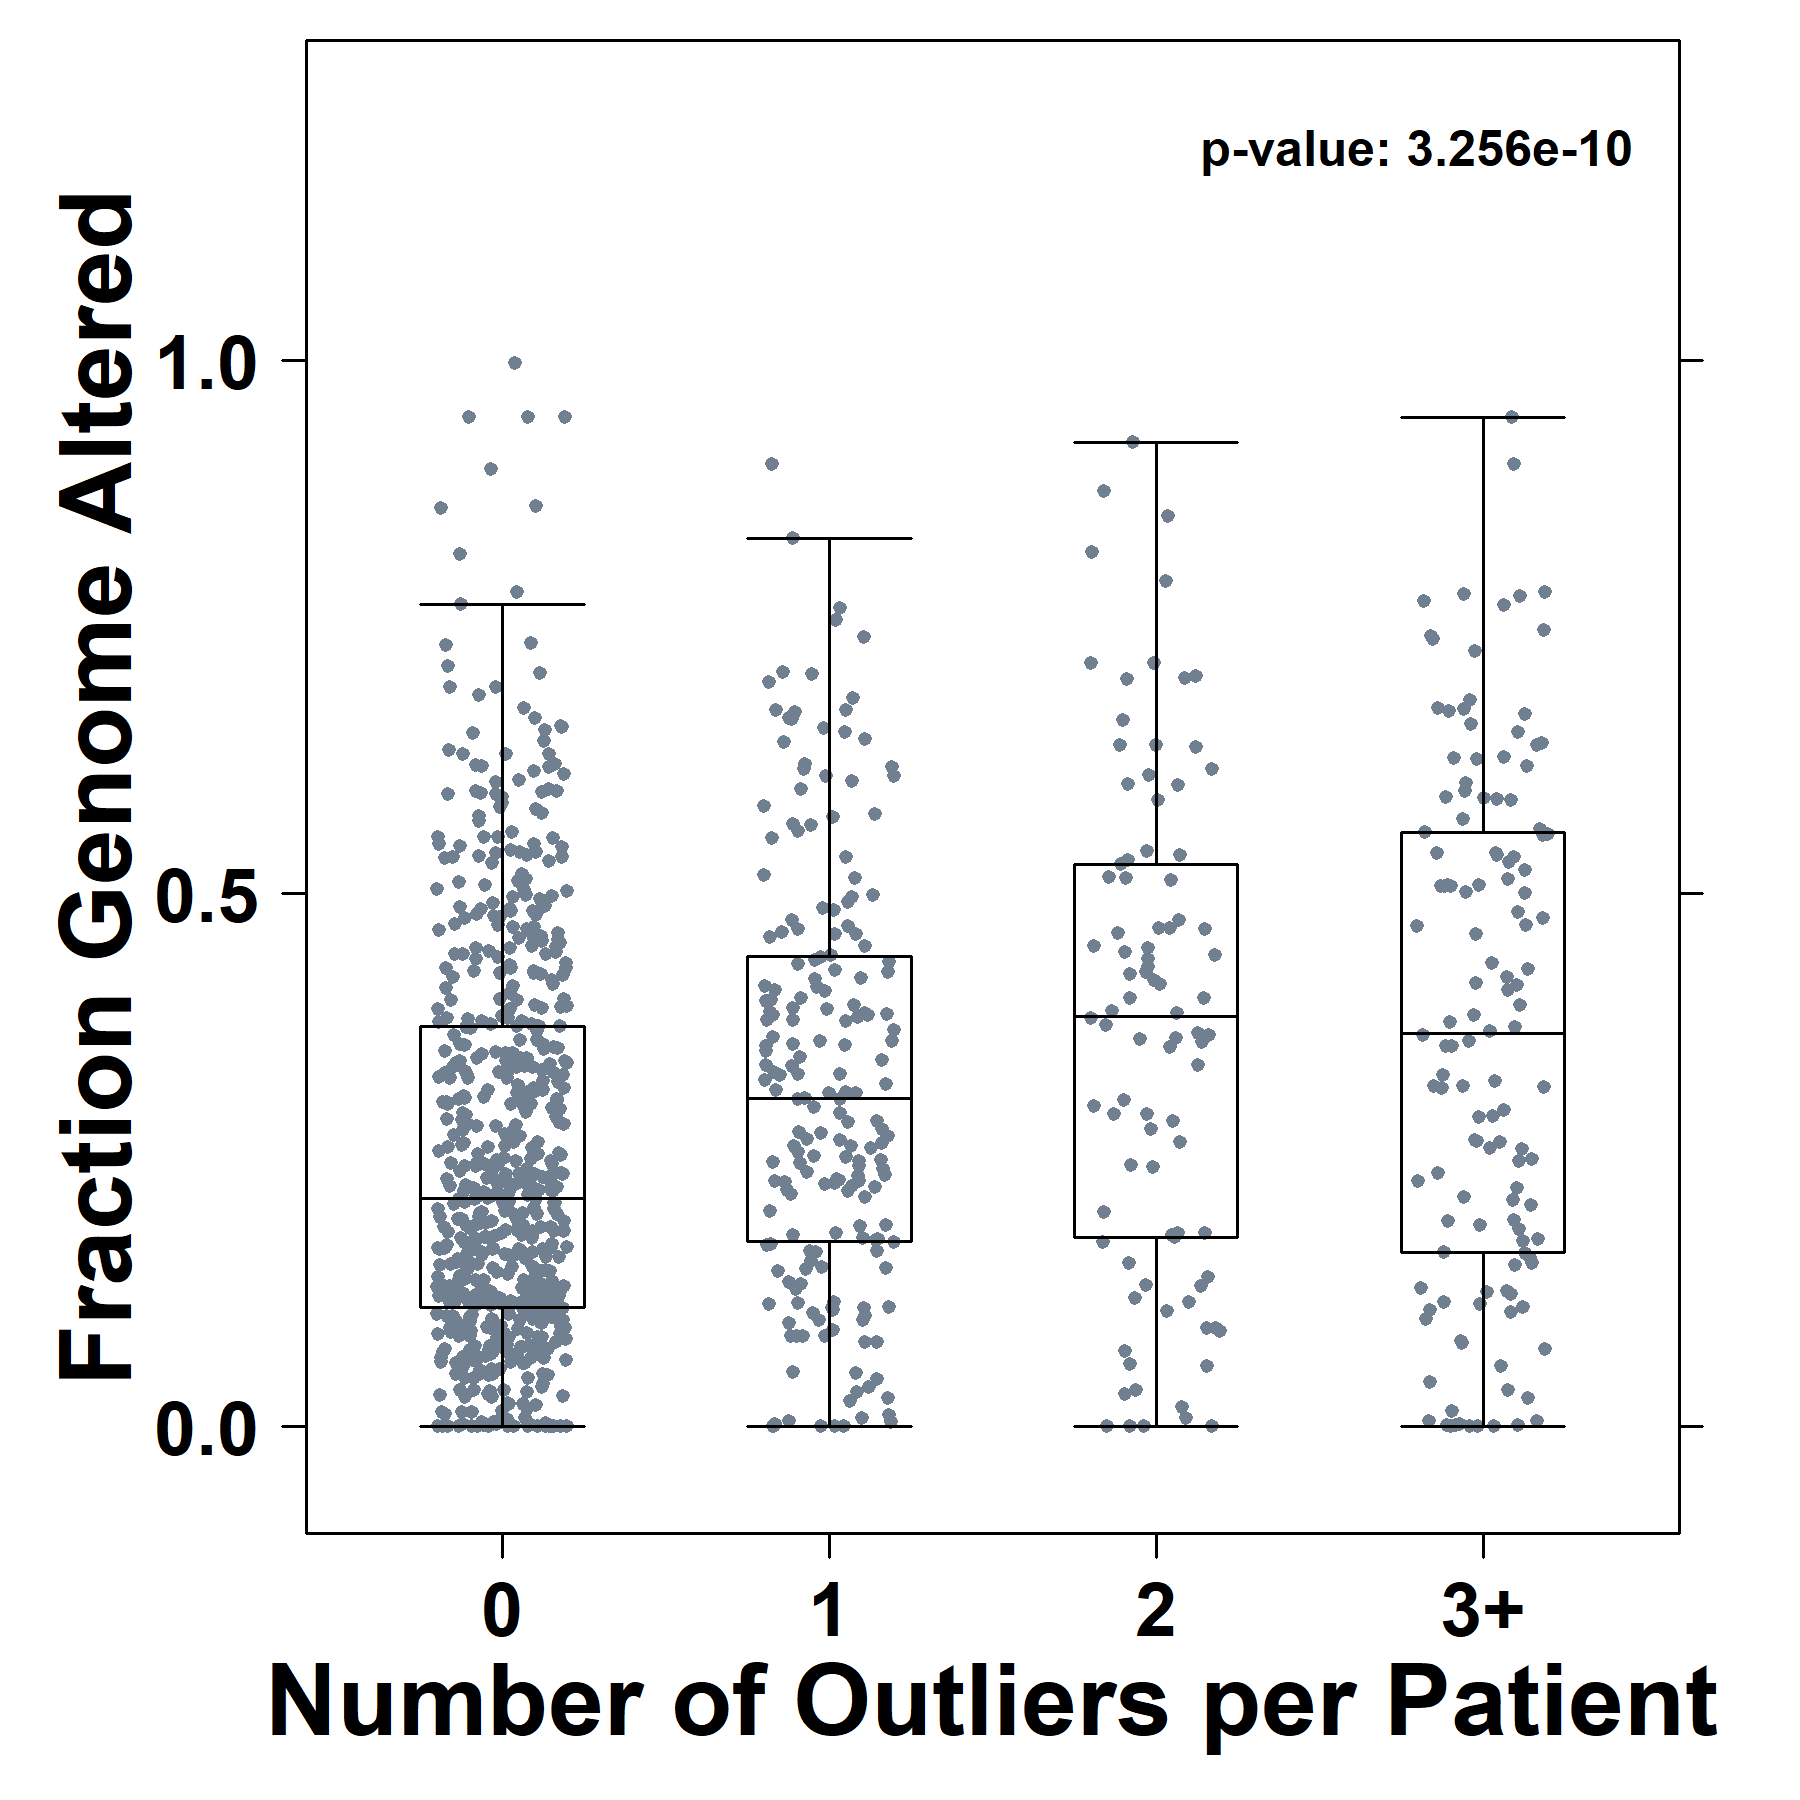 p-value: 3.256e-10
Fraction Genome Altered
1.0
0.5
0.0
0 1 2 3+
Number of Outliers per Patient